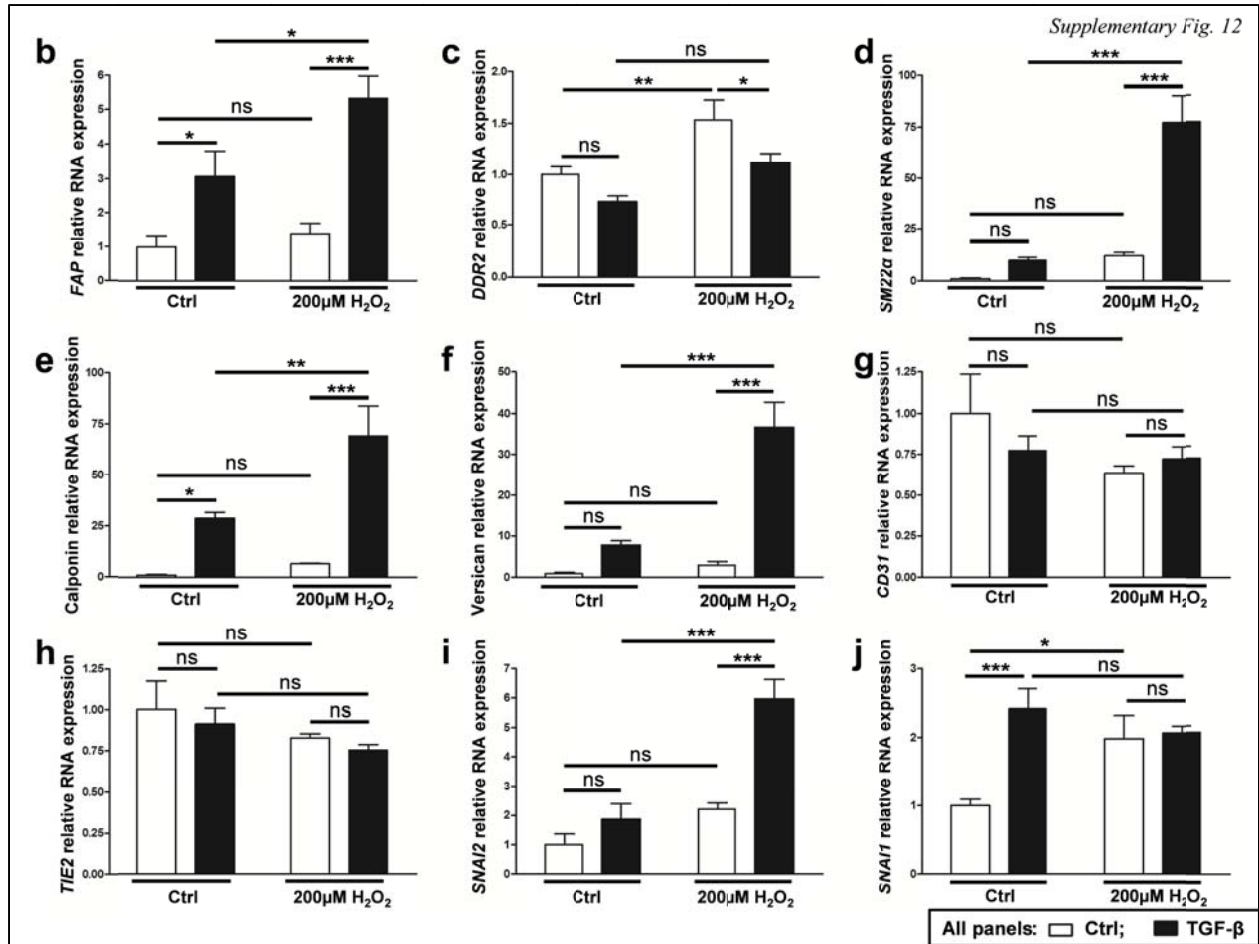 Supplementary Fig. 12
b
FAP relative RNA expression
6
5
4
3
2
1
0
*
***
ns
*
Ctrl
200µM H₂O₂
c
DDR2 relative RNA expression
2.0
1.5
1.0
0.5
0.0
ns
**
*
ns
Ctrl
200µM H₂O₂
d
SM22α relative RNA expression
100
75
50
25
0
***
***
ns
ns
Ctrl
200µM H₂O₂
e
Calponin relative RNA expression
100
75
50
25
0
**
***
ns
*
Ctrl
200µM H₂O₂
f
Versican relative RNA expression
50
40
30
20
10
0
***
***
ns
ns
Ctrl
200µM H₂O₂
g
CD31 relative RNA expression
1.25
1.00
0.75
0.50
0.25
0.00
ns
ns
ns
ns
Ctrl
200µM H₂O₂
h
TIE2 relative RNA expression
1.25
1.00
0.75
0.50
0.25
0.00
ns
ns
ns
ns
Ctrl
200µM H₂O₂
i
SNAI2 relative RNA expression
7
6
5
4
3
2
1
0
***
***
ns
ns
Ctrl
200µM H₂O₂
j
SNAI1 relative RNA expression
3
2
1
0
*
***
ns
ns
Ctrl
200µM H₂O₂
All panels: Ctrl; TGF-β